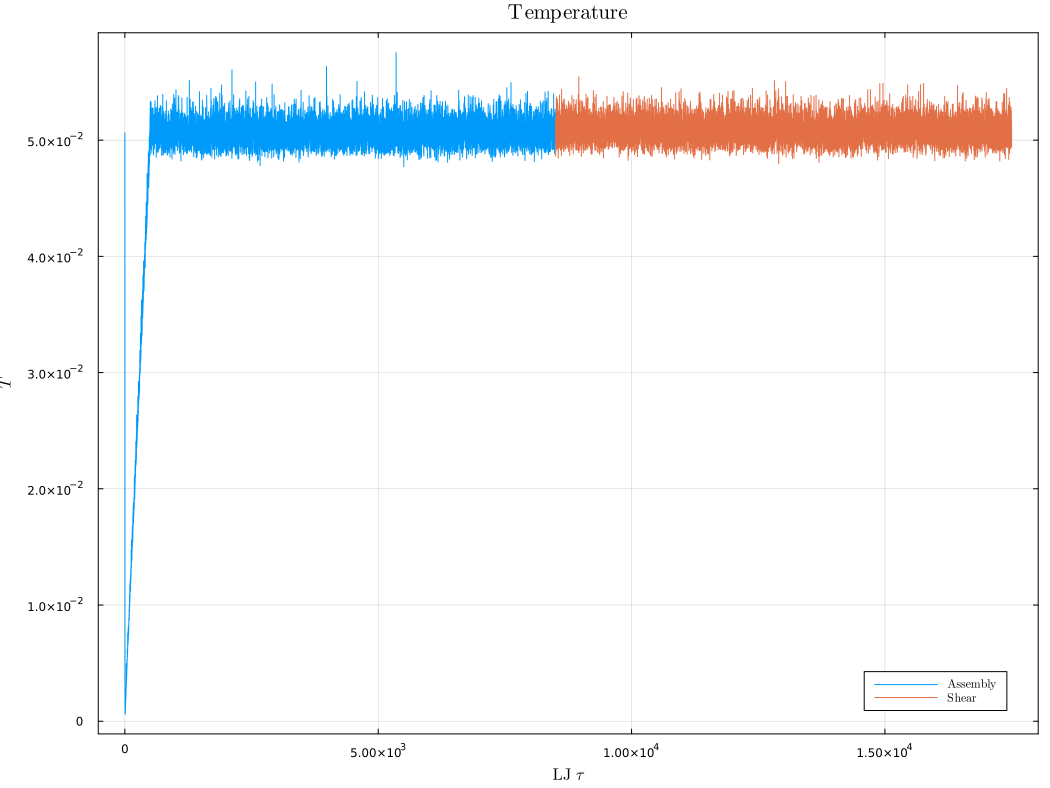 Temperature
T
5.0×10⁻²
4.0×10⁻²
3.0×10⁻²
2.0×10⁻²
1.0×10⁻²
0
Assembly
Shear
0
5.00×10³
1.00×10⁴
1.50×10⁴
LJ τ